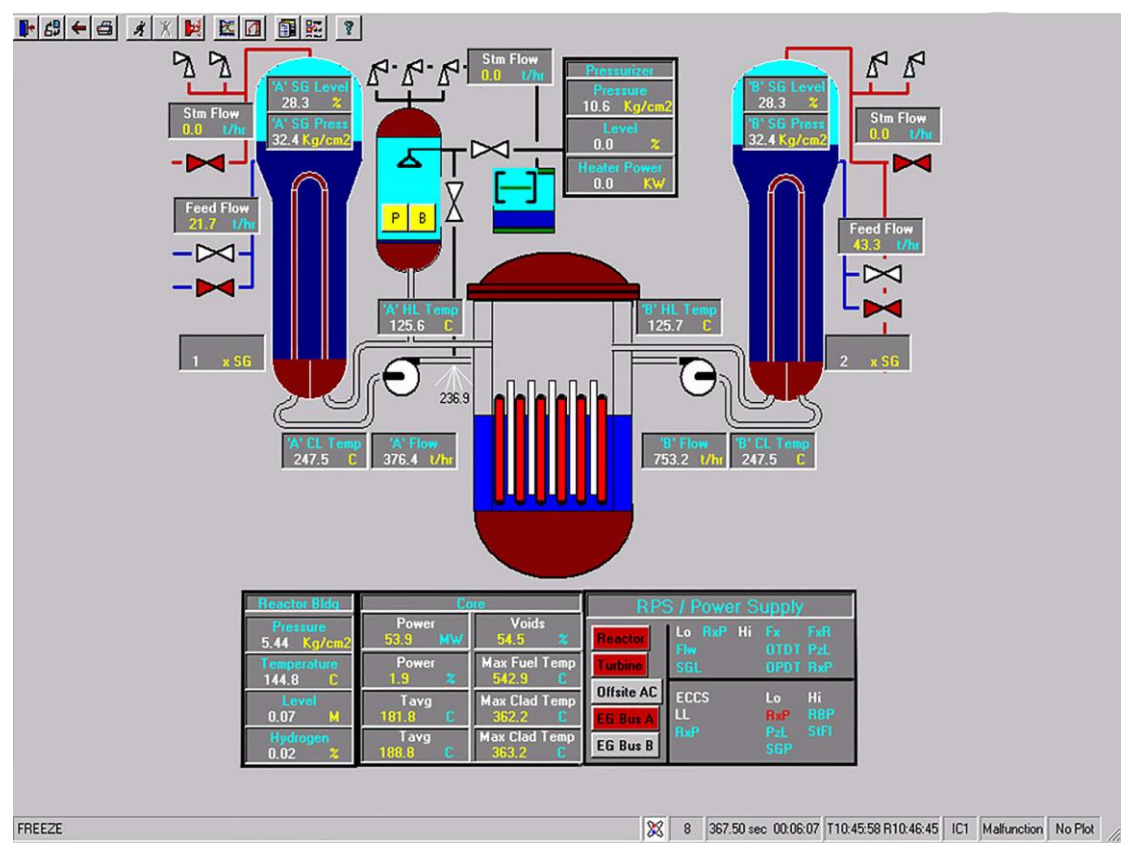 ?
Stm Flow
0.0 t/hr
'A' SG Level
28.3 %
'A' SG Press
32.4 Kg/cm2
Stm Flow
0.0 t/hr
Pressurizer
Pressure
10.6 Kg/cm2
Level
0.0 %
Heater Power
0.0 KW
'B' SG Level
28.3 %
'B' SG Press
32.4 Kg/cm2
Stm Flow
0.0 t/hr
Feed Flow
21.7 t/hr
P B
Feed Flow
43.3 t/hr
'A' HL Temp
125.6 C
'B' HL Temp
125.7 C
1 x SG
2 x SG
236.9
'A' CL Temp
247.5 C
'A' Flow
376.4 t/hr
'B' Flow
753.2 t/hr
'B' CL Temp
247.5 C
Reactor Bldg
Pressure
5.44 Kg/cm2
Temperature
144.8 C
Level
0.07 M
Hydrogen
0.02 %
Core
Power
53.9 MW
Voids
54.5 %
Power
1.9 %
Max Fuel Temp
542.9 C
Tavg
181.8 C
Max Clad Temp
362.2 C
Tavg
188.8 C
Max Clad Temp
363.2 C
RPS / Power Supply
Reactor
Turbine
Offsite AC
EG Bus A
EG Bus B
Lo RxP Hi Fx FxR
Flw OTDT PzL
SGL OPDT RxP
ECCS Lo Hi
LL RxP RBP
RxP PzL StFl
SGP
FREEZE
8 367.50 sec 00:06:07 T10:45:58 R10:46:45 IC1 Malfunction No Plot